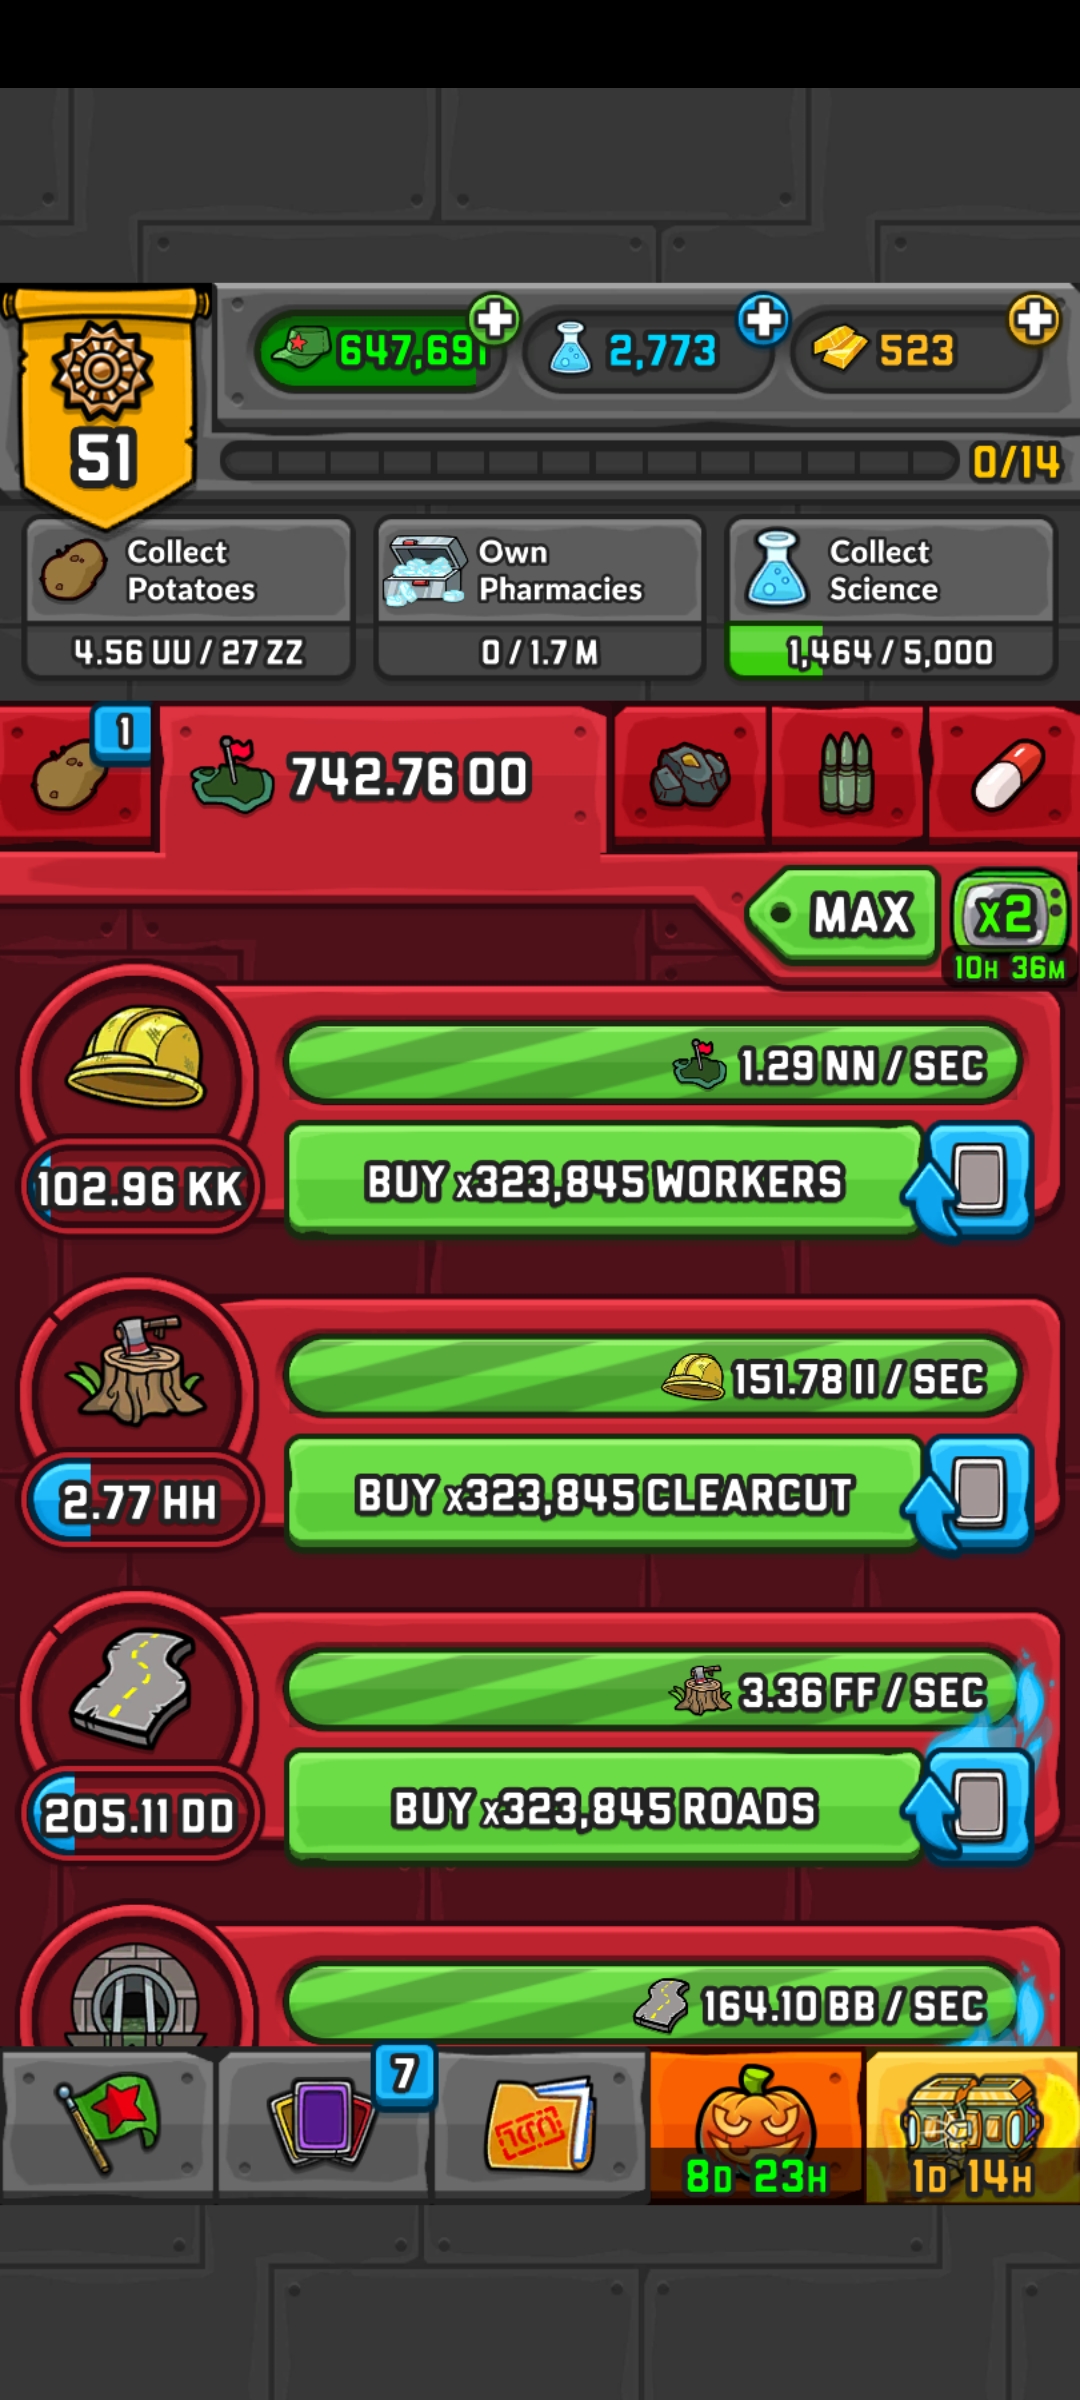 51
647,691
2,773
523
0/14
Collect
Potatoes
4.56 UU / 27 ZZ
Own
Pharmacies
0 / 1.7 M
Collect
Science
1,464 / 5,000
1
742.76 OO
MAX
x2
10H 36M
1.29 NN / SEC
102.96 KK
BUY x323,845 WORKERS
151.78 II / SEC
2.77 HH
BUY x323,845 CLEARCUT
3.36 FF / SEC
205.11 DD
BUY x323,845 ROADS
164.10 BB / SEC
7
8D 23H
1D 14H